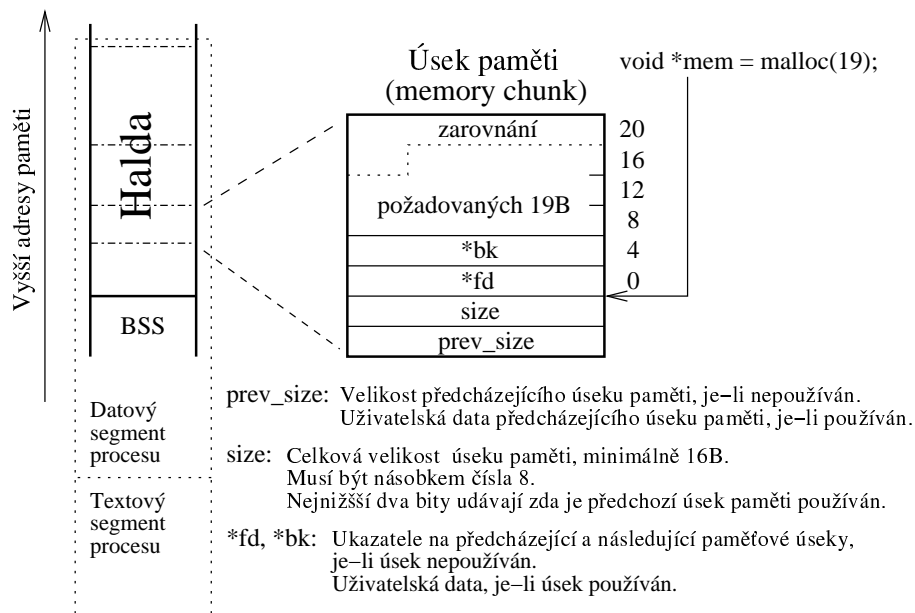 Vyšší adresy paměti
Halda
BSS
Datový
segment
procesu
Textový
segment
procesu
Úsek paměti
(memory chunk)
void *mem = malloc(19);
zarovnání
požadovaných 19B
*bk
*fd
size
prev_size
20
16
12
8
4
0
prev_size: Velikost předcházejícího úseku paměti, je–li nepoužíván.
Uživatelská data předcházejícího úseku paměti, je–li používán.
size: Celková velikost úseku paměti, minimálně 16B.
Musí být násobkem čísla 8.
Nejnižšší dva bity udávají zda je předchozí úsek paměti používán.
*fd, *bk: Ukazatele na předcházející a následující paměťové úseky,
je–li úsek nepoužíván.
Uživatelská data, je–li úsek používán.